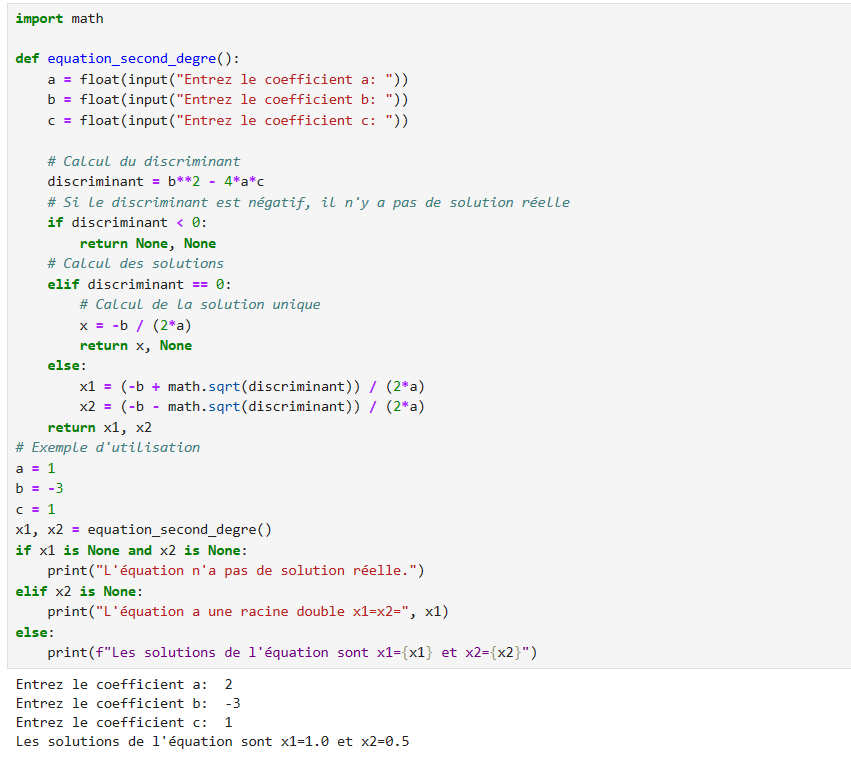 import math

def equation_second_degre():
    a = float(input("Entrez le coefficient a: "))
    b = float(input("Entrez le coefficient b: "))
    c = float(input("Entrez le coefficient c: "))

    # Calcul du discriminant
    discriminant = b**2 - 4*a*c
    # Si le discriminant est négatif, il n'y a pas de solution réelle
    if discriminant < 0:
        return None, None
    # Calcul des solutions
    elif discriminant == 0:
        # Calcul de la solution unique
        x = -b / (2*a)
        return x, None
    else:
        x1 = (-b + math.sqrt(discriminant)) / (2*a)
        x2 = (-b - math.sqrt(discriminant)) / (2*a)
    return x1, x2
# Exemple d'utilisation
a = 1
b = -3
c = 1
x1, x2 = equation_second_degre()
if x1 is None and x2 is None:
    print("L'équation n'a pas de solution réelle.")
elif x2 is None:
    print("L'équation a une racine double x1=x2=", x1)
else:
    print(f"Les solutions de l'équation sont x1={x1} et x2={x2}")
Entrez le coefficient a:  2
Entrez le coefficient b:  -3
Entrez le coefficient c:  1
Les solutions de l'équation sont x1=1.0 et x2=0.5